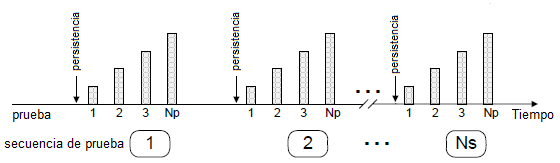 persistencia
persistencia
persistencia
prueba 1 2 3 Np 1 2 3 Np 1 2 3 Np Tiempo
secuencia de prueba 1 2 Ns